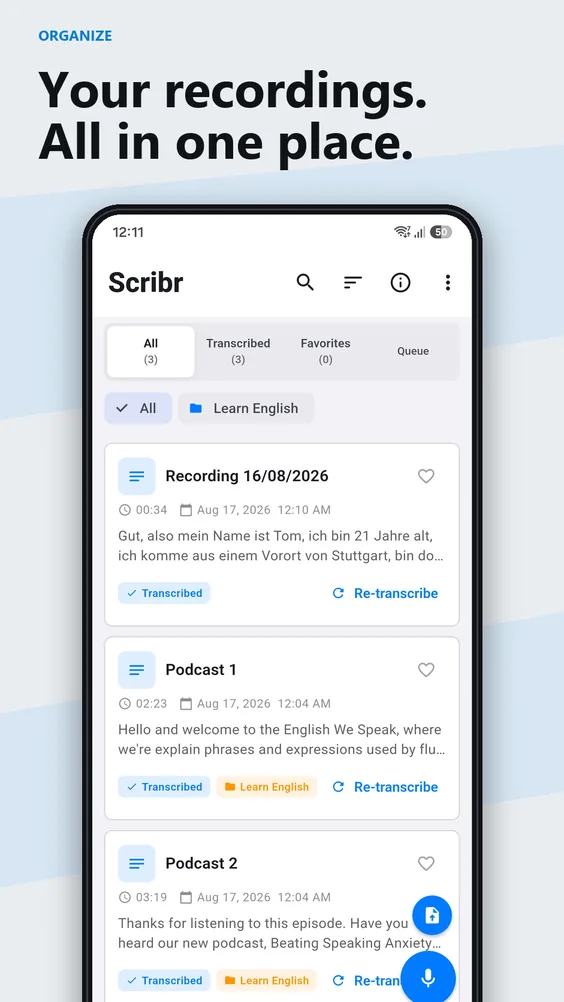 ORGANIZE
Your recordings.
All in one place.
12:11
50
Scribr
All
(3)
Transcribed
(3)
Favorites
(0)
Queue
All
Learn English
Recording 16/08/2026
00:34 Aug 17, 2026 12:10 AM
Gut, also mein Name ist Tom, ich bin 21 Jahre alt,
ich komme aus einem Vorort von Stuttgart, bin do…
Transcribed
Re-transcribe
Podcast 1
02:23 Aug 17, 2026 12:04 AM
Hello and welcome to the English We Speak, where
we're explain phrases and expressions used by flu…
Transcribed
Learn English
Re-transcribe
Podcast 2
03:19 Aug 17, 2026 12:04 AM
Thanks for listening to this episode. Have you
heard our new podcast, Beating Speaking Anxiety…
Transcribed
Learn English
Re-tran